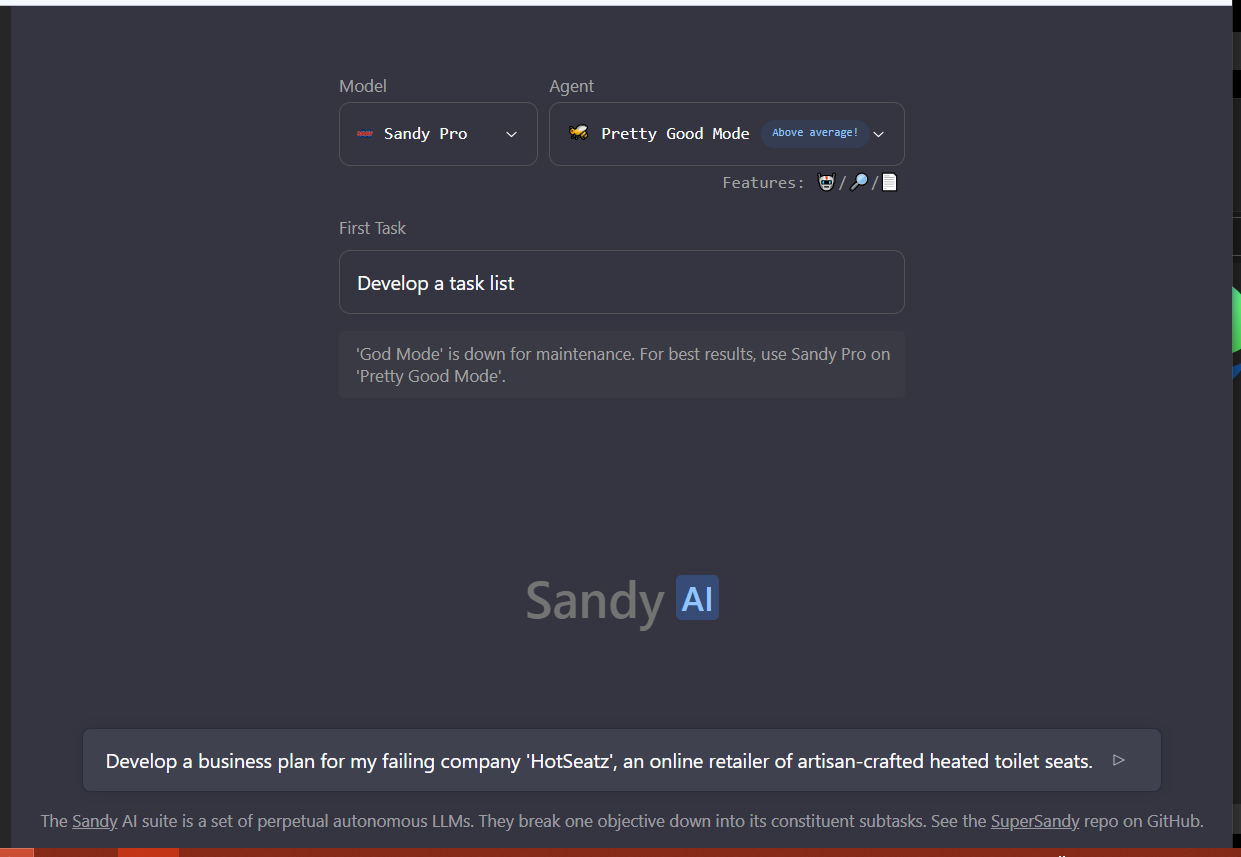 Model
Agent
Sandy Pro
Pretty Good Mode
Above average!
Features: / /
First Task
Develop a task list
'God Mode' is down for maintenance. For best results, use Sandy Pro on
'Pretty Good Mode'.
Sandy AI
Develop a business plan for my failing company 'HotSeatz', an online retailer of artisan-crafted heated toilet seats.
The Sandy AI suite is a set of perpetual autonomous LLMs. They break one objective down into its constituent subtasks. See the SuperSandy repo on GitHub.